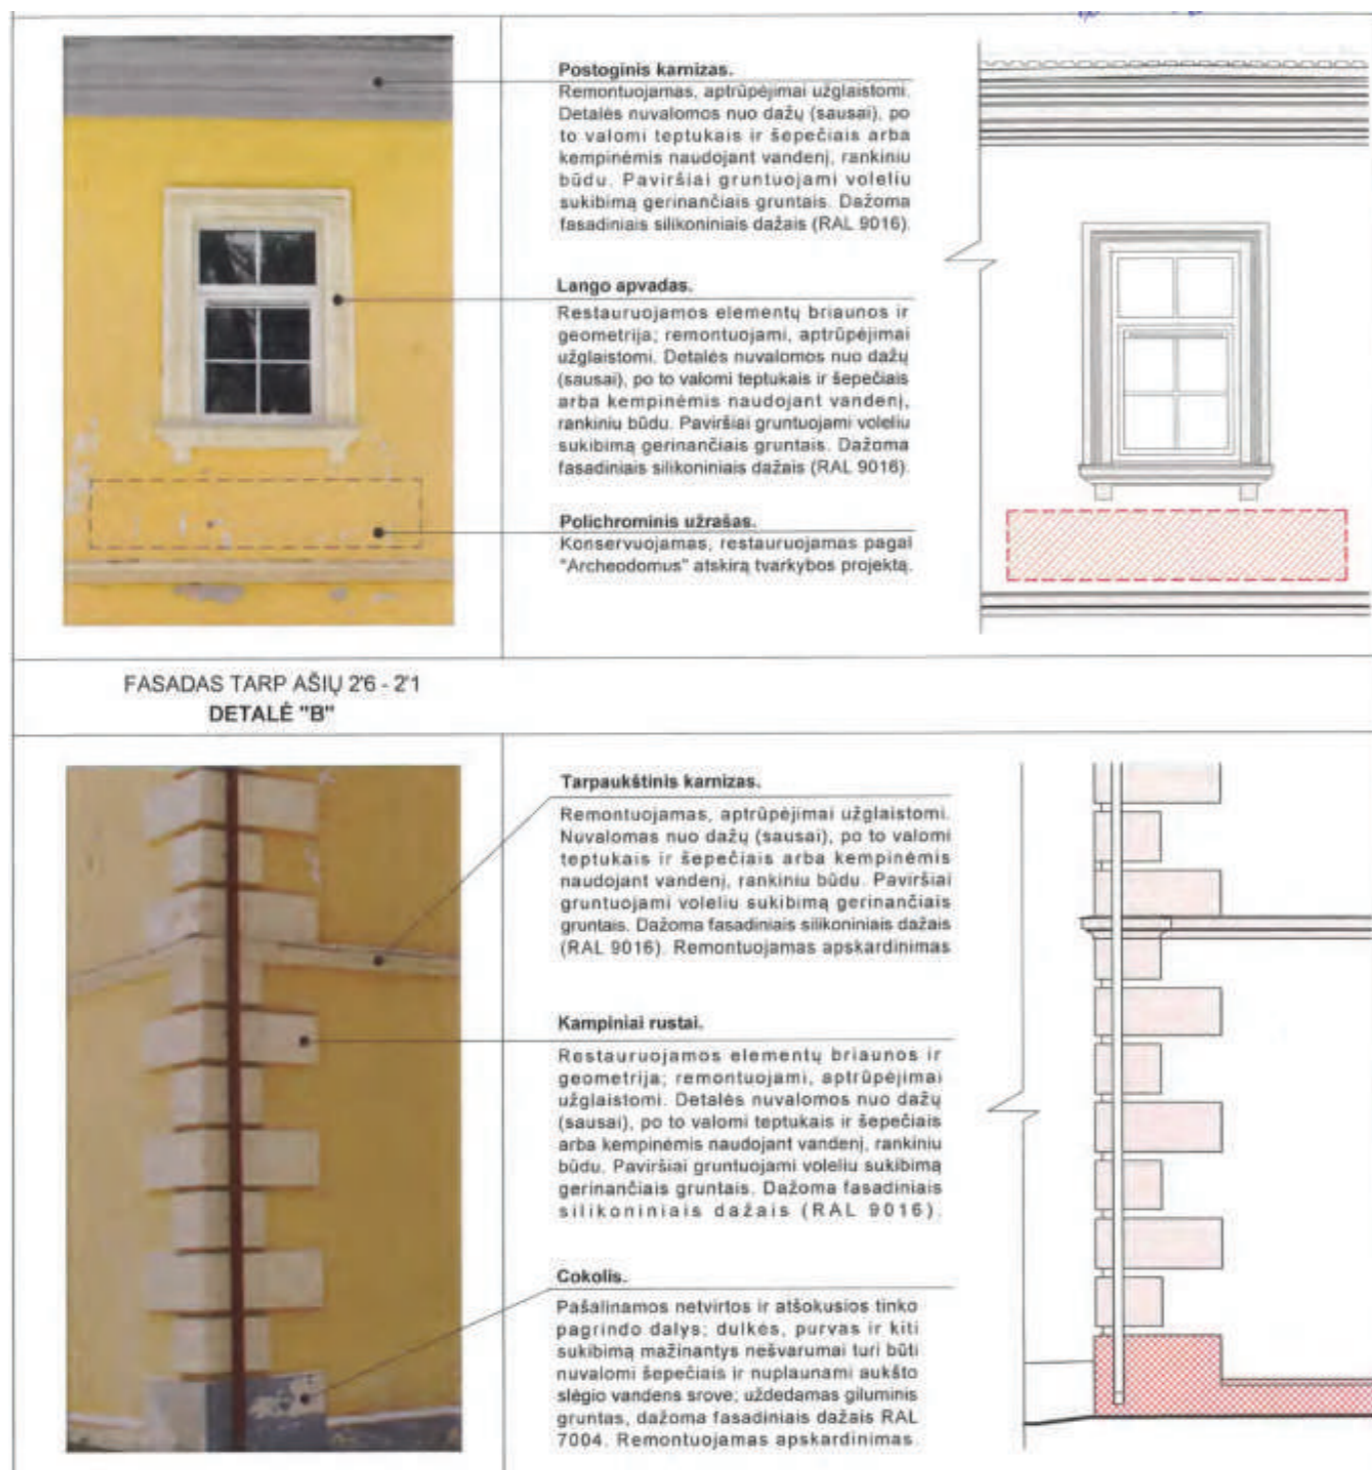 Postoginis karnizas.
Remontuojamas, aptrūpėjimai užglaistomi.
Detalės nuvalomos nuo dažų (sausai), po
to valomi teptukais ir šepečiais arba
kempinėmis naudojant vandenį, rankiniu
būdu. Paviršiai gruntuojami voleliu
sukibimą gerinančiais gruntais. Dažoma
fasadiniais silikoniniais dažais (RAL 9016).
Lango apvadas.
Restauruojamos elementų briaunos ir
geometrija; remontuojami, aptrūpėjimai
užglaistomi. Detalės nuvalomos nuo dažų
(sausai), po to valomi teptukais ir šepečiais
arba kempinėmis naudojant vandenį,
rankiniu būdu. Paviršiai gruntuojami voleliu
sukibimą gerinančiais gruntais. Dažoma
fasadiniais silikoniniais dažais (RAL 9016).
Polichrominis užrašas.
Konservuojamas, restauruojamas pagal
"Archeodomus" atskirą tvarkybos projektą.
FASADAS TARP AŠIŲ 2'6 - 2'1
DETALĖ "B"
Tarpaukštinis karnizas.
Remontuojamas, aptrūpėjimai užglaistomi.
Nuvalomas nuo dažų (sausai), po to valomi
teptukais ir šepečiais arba kempinėmis
naudojant vandenį, rankiniu būdu. Paviršiai
gruntuojami voleliu sukibimą gerinančiais
gruntais. Dažoma fasadiniais silikoniniais dažais
(RAL 9016). Remontuojamas apskardinimas
Kampiniai rustai.
Restauruojamos elementų briaunos ir
geometrija; remontuojami, aptrūpėjimai
užglaistomi. Detalės nuvalomos nuo dažų
(sausai), po to valomi teptukais ir šepečiais
arba kempinėmis naudojant vandenį, rankiniu
būdu. Paviršiai gruntuojami voleliu sukibimą
gerinančiais gruntais. Dažoma fasadiniais
silikoniniais dažais (RAL 9016).
Cokolis.
Pašalinamos netvirtos ir atšokusios tinko
pagrindo dalys; dulkės, purvas ir kiti
sukibimą mažinantys nešvarumai turi būti
nuvalomi šepečiais ir nuplaunami aukšto
slėgio vandens srove; uždedamas giluminis
gruntas, dažoma fasadiniais dažais RAL
7004. Remontuojamas apskardinimas.